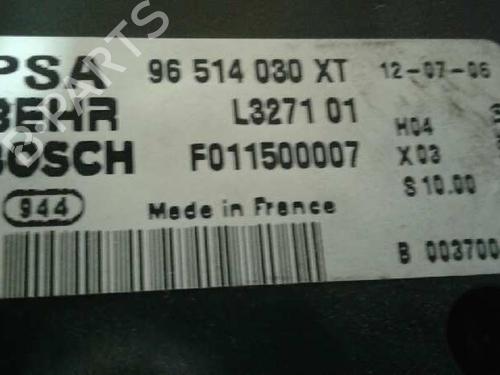 PSA 96 514 030 XT 12-07-06
BEHR L3271 01 H04
BOSCH F011500007 X03
S 10.00
944 Made in France
B 003700
PARTS